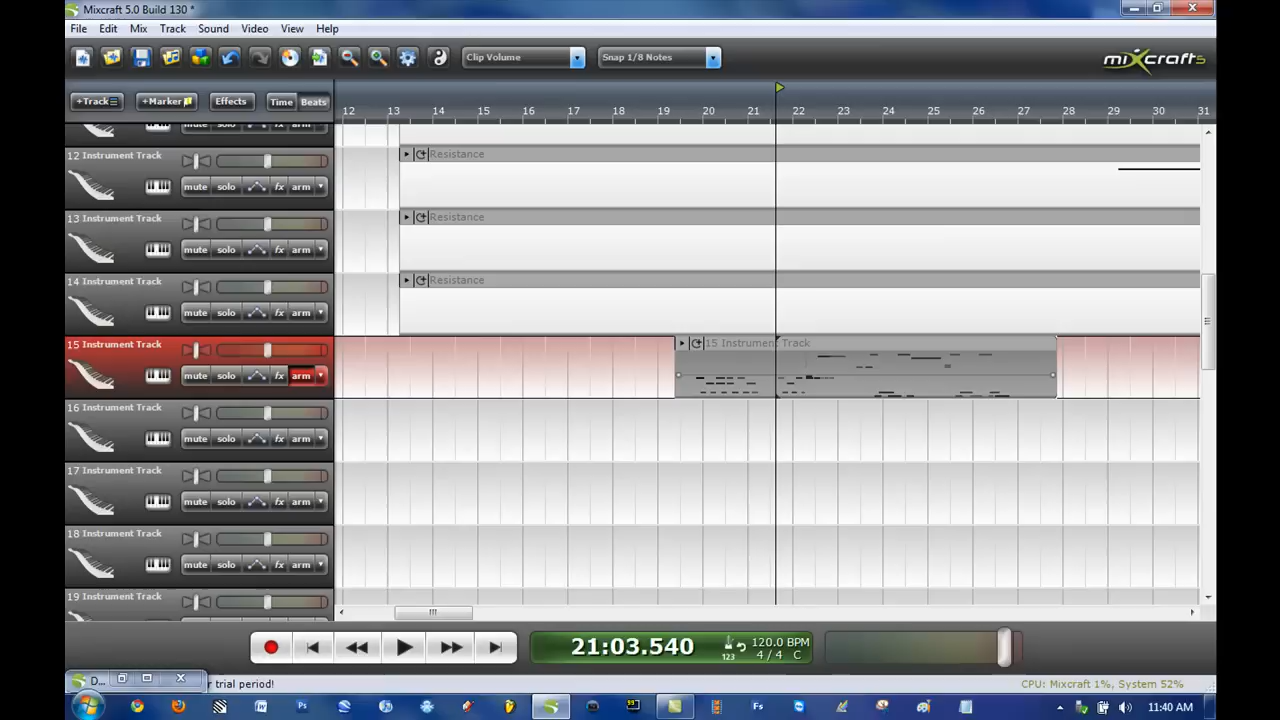 Mixcraft 5.0 Build 130 *
File Edit Mix Track Sound Video View Help
Clip Volume Snap 1/8 Notes mixcraft5
+Track +Marker Effects Time Beats
12 13 14 15 16 17 18 19 20 21 22 23 24 25 26 27 28 29 30 31
12 Instrument Track
mute solo fx arm
Resistance
13 Instrument Track
mute solo fx arm
Resistance
14 Instrument Track
mute solo fx arm
Resistance
15 Instrument Track
mute solo fx arm
15 Instrument Track
16 Instrument Track
mute solo fx arm
17 Instrument Track
mute solo fx arm
18 Instrument Track
mute solo fx arm
19 Instrument Track
21:03.540 123 120.0 BPM
4 / 4 C
D... r trial period! CPU: Mixcraft 1%, System 52%
Ps Fs 11:40 AM